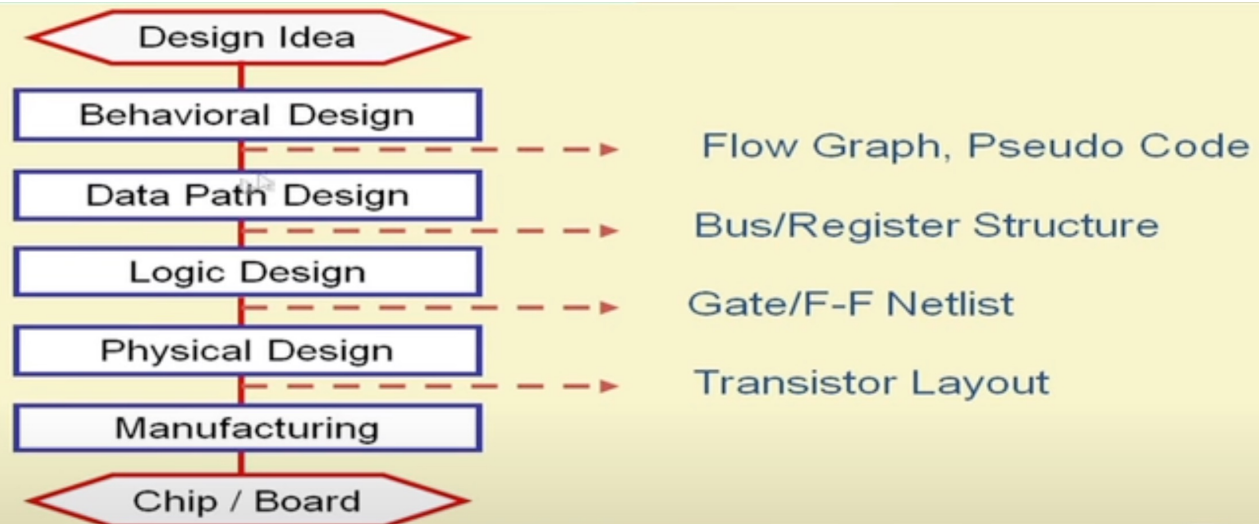 Design Idea
Behavioral Design
Flow Graph, Pseudo Code
Data Path Design
Bus/Register Structure
Logic Design
Gate/F-F Netlist
Physical Design
Transistor Layout
Manufacturing
Chip / Board